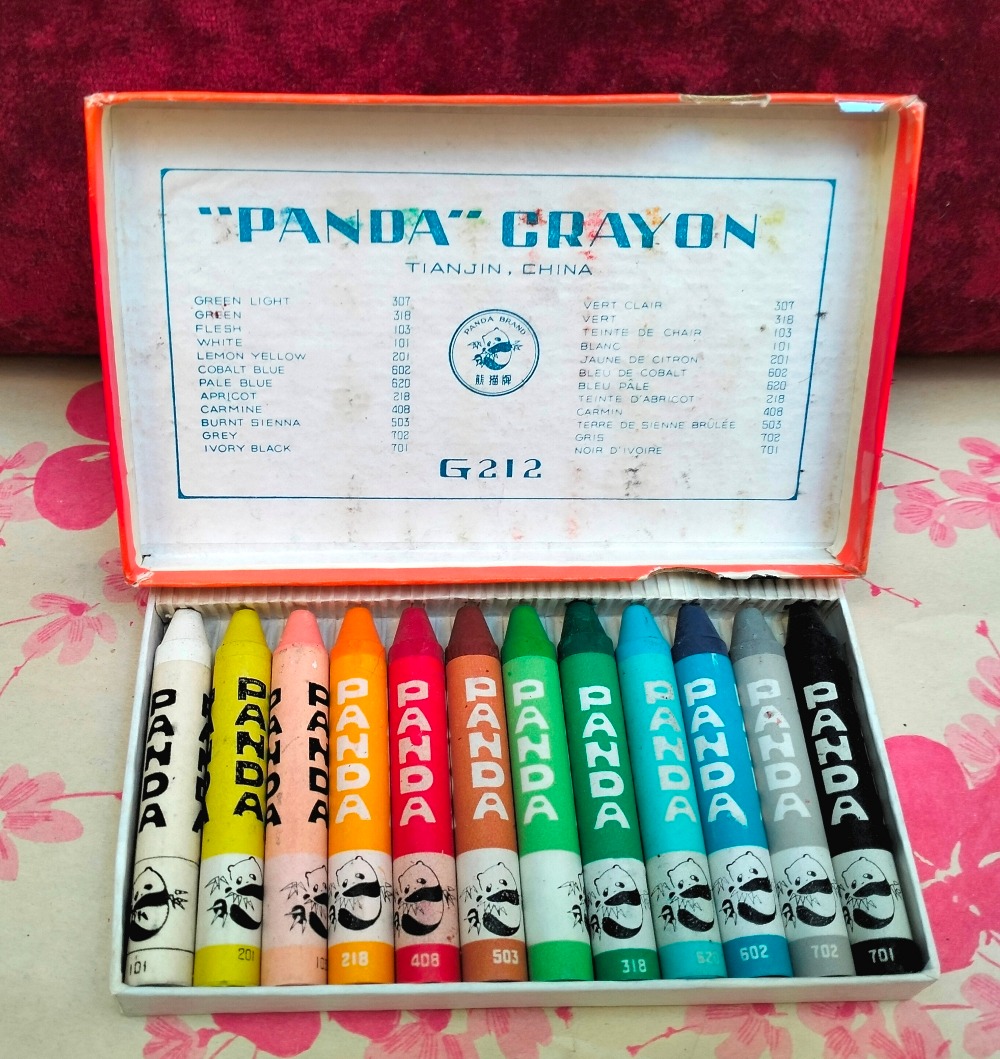 "PANDA" CRAYON
TIANJIN, CHINA
GREEN LIGHT 307
GREEN 318
FLESH 103
WHITE 101
LEMON YELLOW 201
COBALT BLUE 602
PALE BLUE 620
APRICOT 218
CARMINE 408
BURNT SIENNA 503
GREY 702
IVORY BLACK 701
PANDA BRAND
熊猫牌
VERT CLAIR 307
VERT 318
TEINTE DE CHAIR 103
BLANC 101
JAUNE DE CITRON 201
BLEU DE COBALT 602
BLEU PÂLE 620
TEINTE D'ABRICOT 218
CARMIN 408
TERRE DE SIENNE BRÛLÉE 503
GRIS 702
NOIR D'IVOIRE 701
G212
PANDA
PANDA
PANDA
PANDA
PANDA
PANDA
PANDA
PANDA
PANDA
PANDA
PANDA
PANDA
PANDA
PANDA
101
201
218
408
503
318
602
702
701